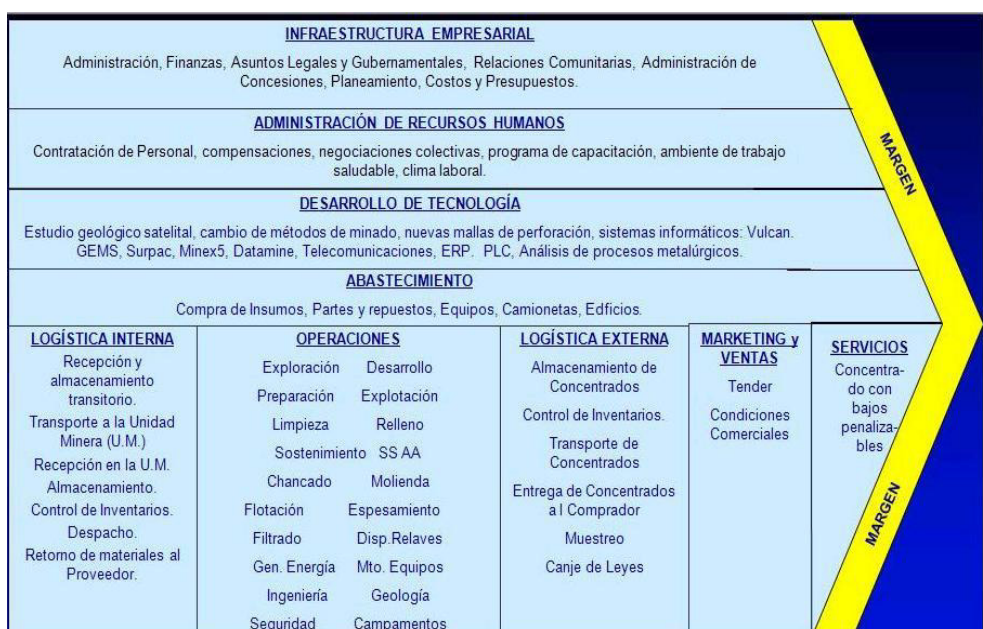 INFRAESTRUCTURA EMPRESARIAL
Administración, Finanzas, Asuntos Legales y Gubernamentales, Relaciones Comunitarias, Administración de
Concesiones, Planeamiento, Costos y Presupuestos.
ADMINISTRACIÓN DE RECURSOS HUMANOS
Contratación de Personal, compensaciones, negociaciones colectivas, programa de capacitación, ambiente de trabajo
saludable, clima laboral.
DESARROLLO DE TECNOLOGÍA
Estudio geológico satelital, cambio de métodos de minado, nuevas mallas de perforación, sistemas informáticos: Vulcan.
GEMS, Surpac, Minex5, Datamine, Telecomunicaciones, ERP. PLC, Análisis de procesos metalúrgicos.
ABASTECIMIENTO
Compra de Insumos, Partes y repuestos, Equipos, Camionetas, Edficios.
MARGEN
LOGÍSTICA INTERNA
Recepción y
almacenamiento
transitorio.
Transporte a la Unidad
Minera (U.M.)
Recepción en la U.M.
Almacenamiento.
Control de Inventarios.
Despacho.
Retorno de materiales al
Proveedor.
OPERACIONES
Exploración Desarrollo
Preparación Explotación
Limpieza Relleno
Sostenimiento SS AA
Chancado Molienda
Flotación Espesamiento
Filtrado Disp.Relaves
Gen. Energía Mto. Equipos
Ingeniería Geología
Seguridad Campamentos
LOGÍSTICA EXTERNA
Almacenamiento de
Concentrados
Control de Inventarios.
Transporte de
Concentrados
Entrega de Concentrados
a l Comprador
Muestreo
Canje de Leyes
MARKETING y
VENTAS
Tender
Condiciones
Comerciales
SERVICIOS
Concentra-
do con
bajos
penaliza-
bles
MARGEN